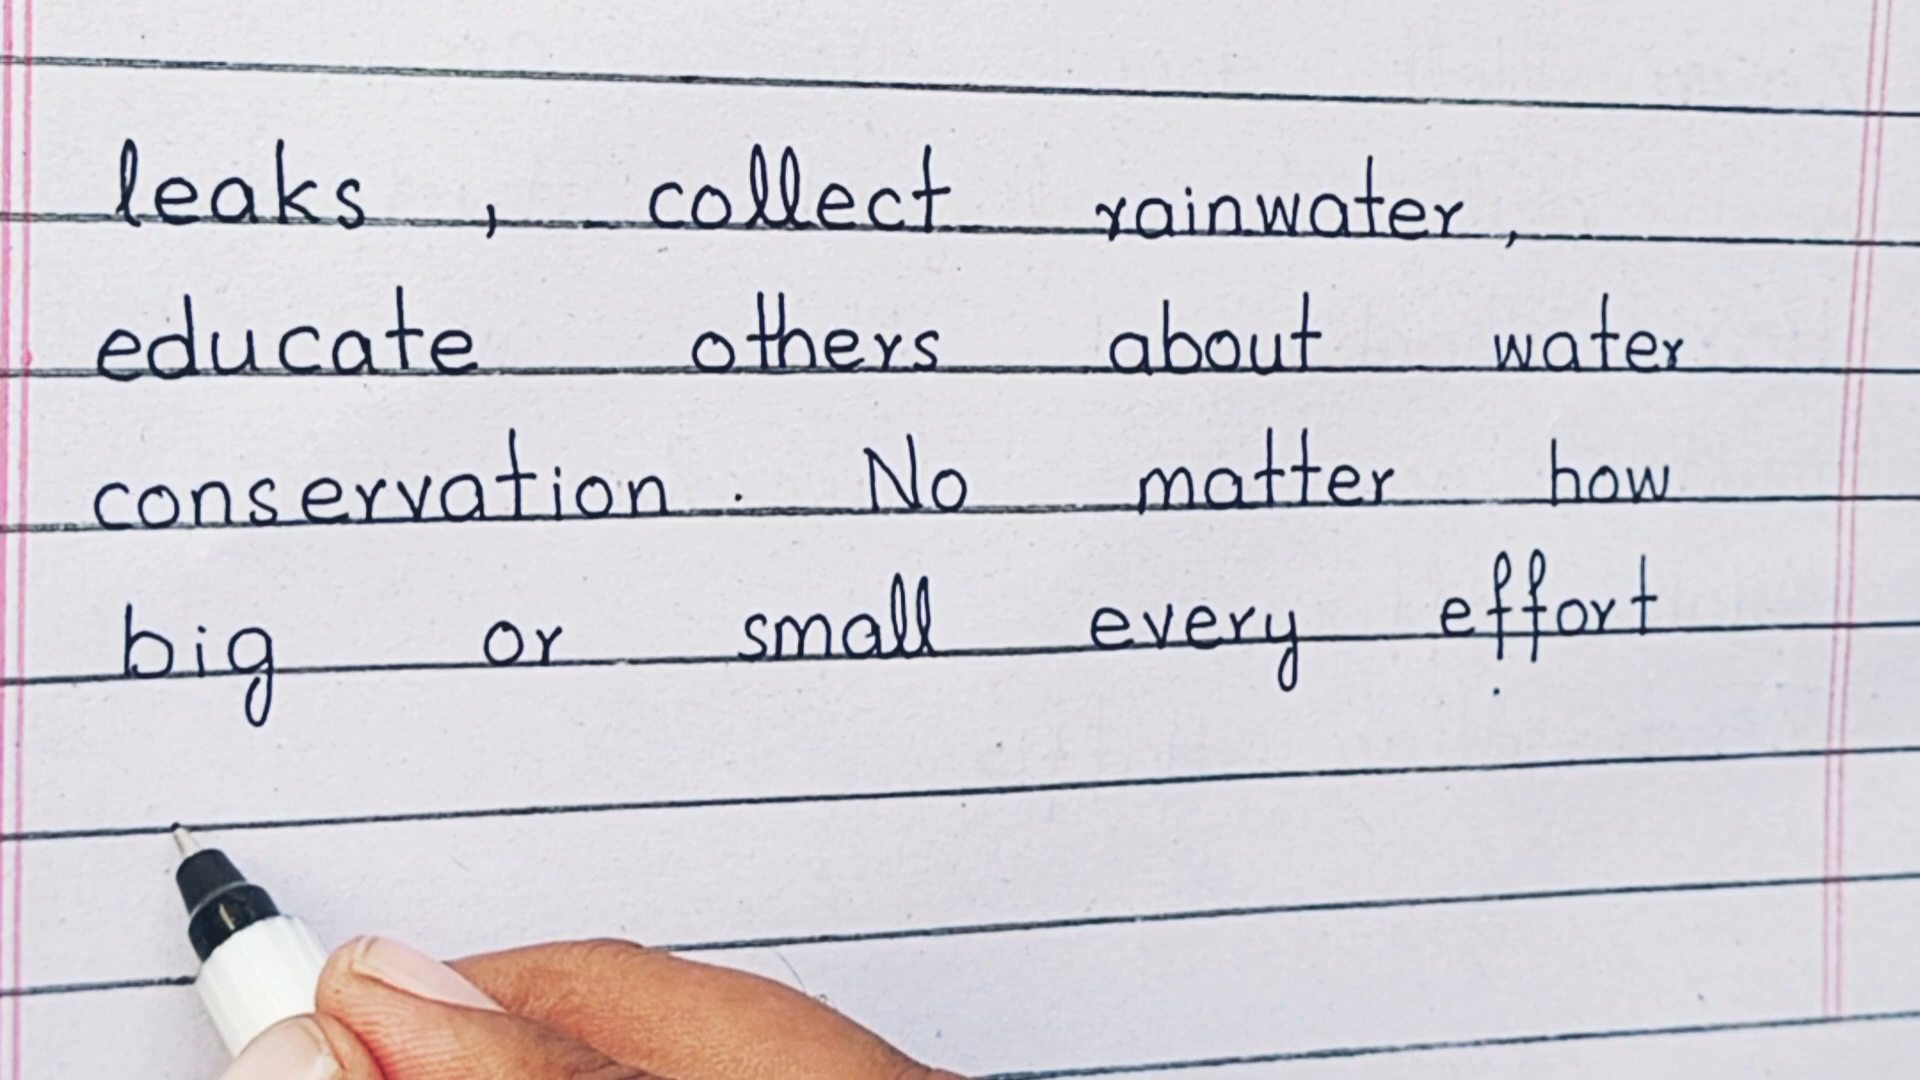 leaks , collect rainwater,
educate others about water
conservation . No matter how
big or small every effort